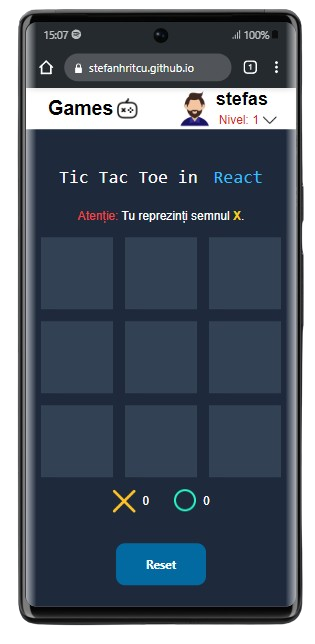 15:07 100%
stefanhritcu.github.io 1
Games stefas
Nivel: 1
Tic Tac Toe in React
Atenție: Tu reprezinți semnul X.
0 0
Reset